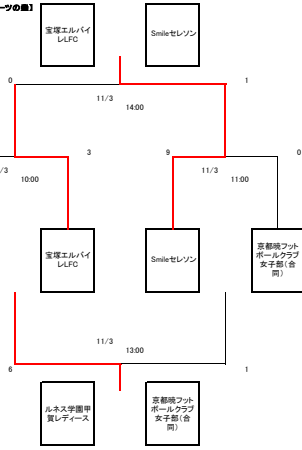 ーツの島】
宝塚エルバイ
レLFC
Smileセレソン
0
1
11/3
14:00
3
9
0
/3
10:00
11/3
11:00
宝塚エルバイ
レLFC
Smileセレソン
京都暁フット
ボールクラブ
女子部(合
同)
11/3
13:00
6
1
ルネス学園甲
賀レディース
京都暁フット
ボールクラブ
女子部(合
同)